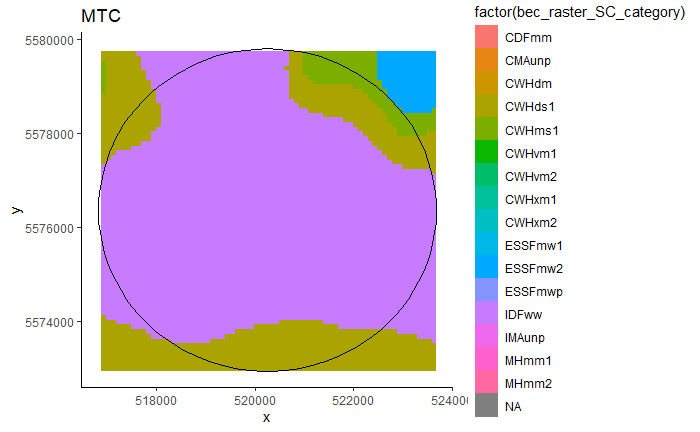 MTC
5580000
5578000
5576000
5574000
y
518000
520000
522000
524000
x
factor(bec_raster_SC_category)
CDFmm
CMAunp
CWHdm
CWHds1
CWHms1
CWHvm1
CWHvm2
CWHxm1
CWHxm2
ESSFmw1
ESSFmw2
ESSFmwp
IDFww
IMAunp
MHmm1
MHmm2
NA